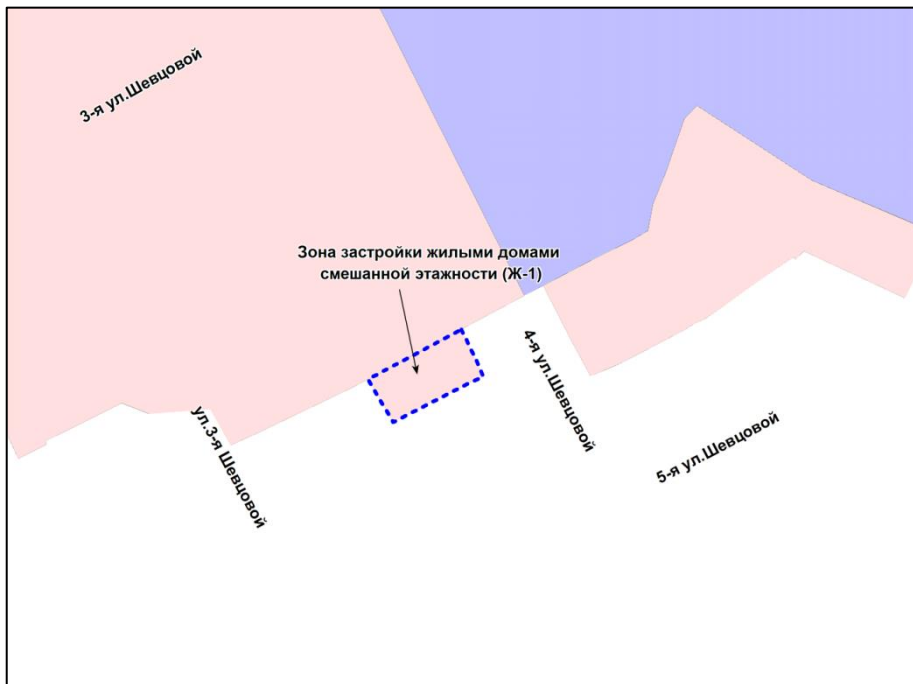 3-я ул.Шевцовой
Зона застройки жилыми домами
смешанной этажности (Ж-1)
4-я ул.Шевцовой
ул.3-я Шевцовой
5-я ул.Шевцовой